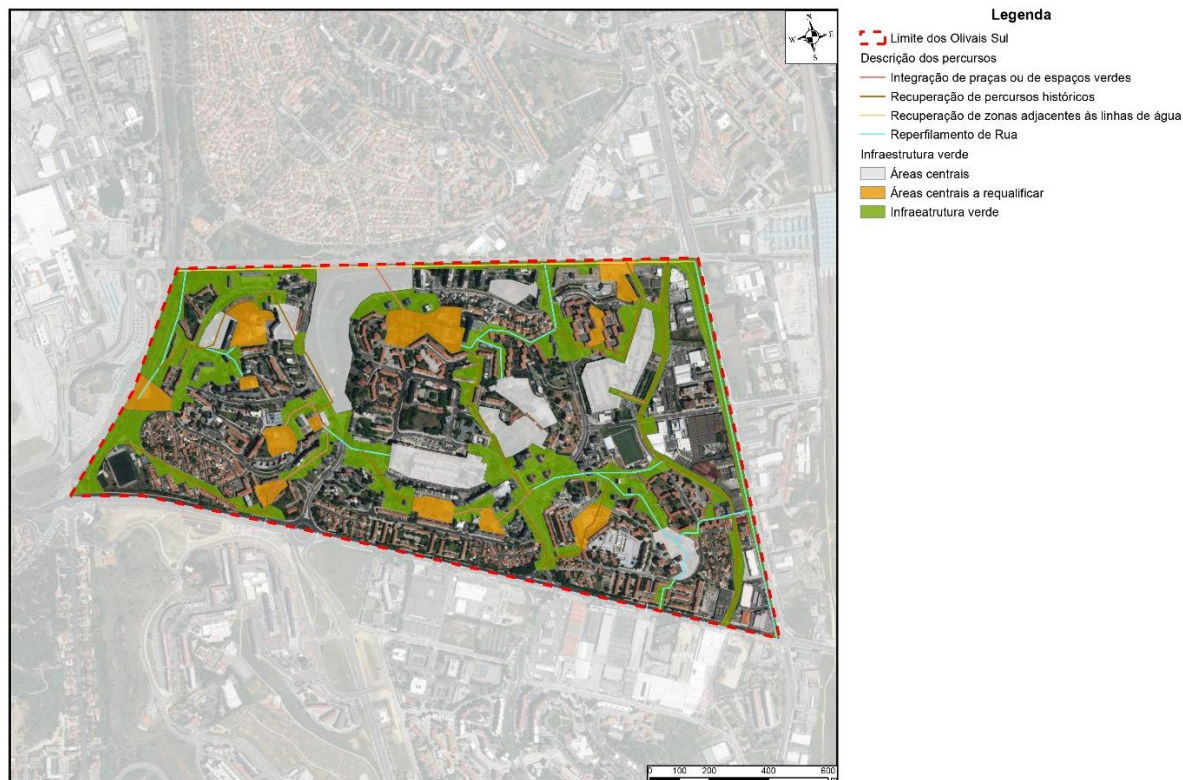 Legenda
Limite dos Olivais Sul
Descrição dos percursos
Integração de praças ou de espaços verdes
Recuperação de percursos históricos
Recuperação de zonas adjacentes às linhas de água
Reperfilamento de Rua
Infraestrutura verde
Áreas centrais
Áreas centrais a requalificar
Infraeatrutura verde
N
W E
S
0 100 200 400 600
m